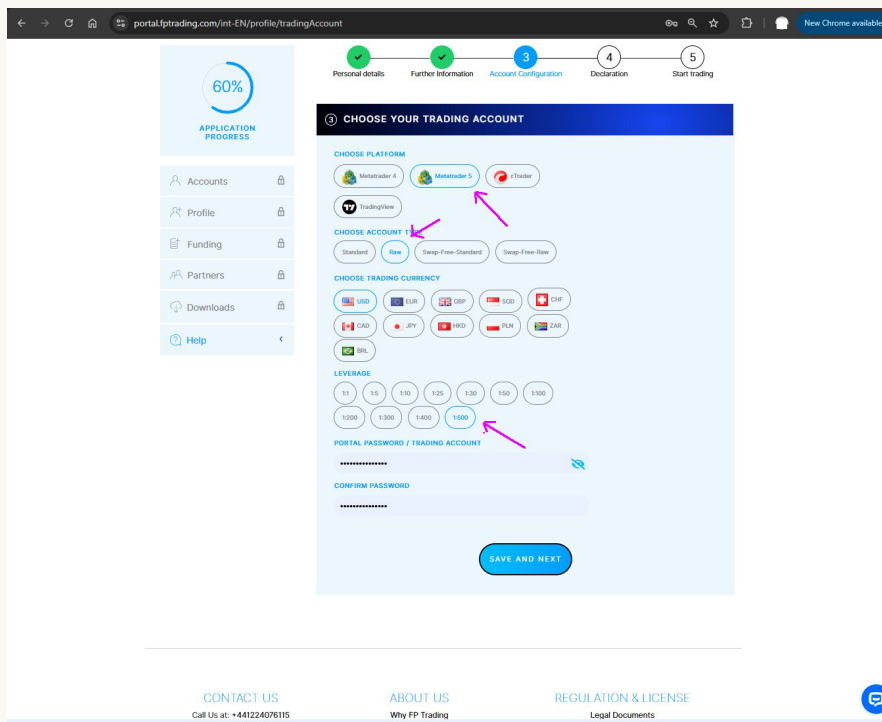 portal.fptrading.com/int-EN/profile/tradingAccount
New Chrome available
60%
APPLICATION
PROGRESS
Accounts
Profile
Funding
Partners
Downloads
Help
3
4
5
Personal details
Further Information
Account Configuration
Declaration
Start trading
3 CHOOSE YOUR TRADING ACCOUNT
CHOOSE PLATFORM
Metatrader 4
Metatrader 5
cTrader
TradingView
CHOOSE ACCOUNT TYPE
Standard
Raw
Swap-Free-Standard
Swap-Free-Raw
CHOOSE TRADING CURRENCY
USD
EUR
GBP
SGD
CHF
CAD
JPY
HKD
PLN
ZAR
BRL
LEVERAGE
1:1
1:5
1:10
1:25
1:30
1:50
1:100
1:200
1:300
1:400
1:500
PORTAL PASSWORD / TRADING ACCOUNT
•••••••••••••••
CONFIRM PASSWORD
•••••••••••••••
SAVE AND NEXT
CONTACT US
Call Us at: +441224076115
ABOUT US
Why FP Trading
REGULATION & LICENSE
Legal Documents